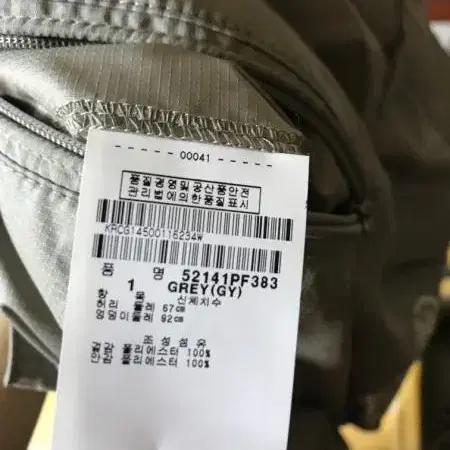 00041
품질경영및공산품안전
관리법에의한품질표시
KRCG14500116234W
품 명 52141PF383
1 GREY(GY)
신체치수
허리둘레 67cm
엉덩이둘레 92cm
조성섬유
겉감 폴리에스터 100%
안감 폴리에스터 100%